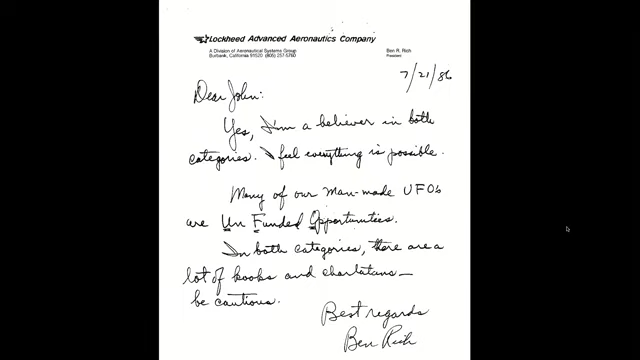 Lockheed Advanced Aeronautics Company
A Division of Aeronautical Systems Group
Burbank, California 91520 (805) 257-5760
Ben R. Rich
President
7/21/86
Dear John:
Yes, I'm a believer in both
categories. I feel everything is possible.
Many of our man-made UFO's
are Un Funded Opportunities.
In both categories, there are a
lot of kooks and charlatans—
be cautious.
Best regards
Ben Rich